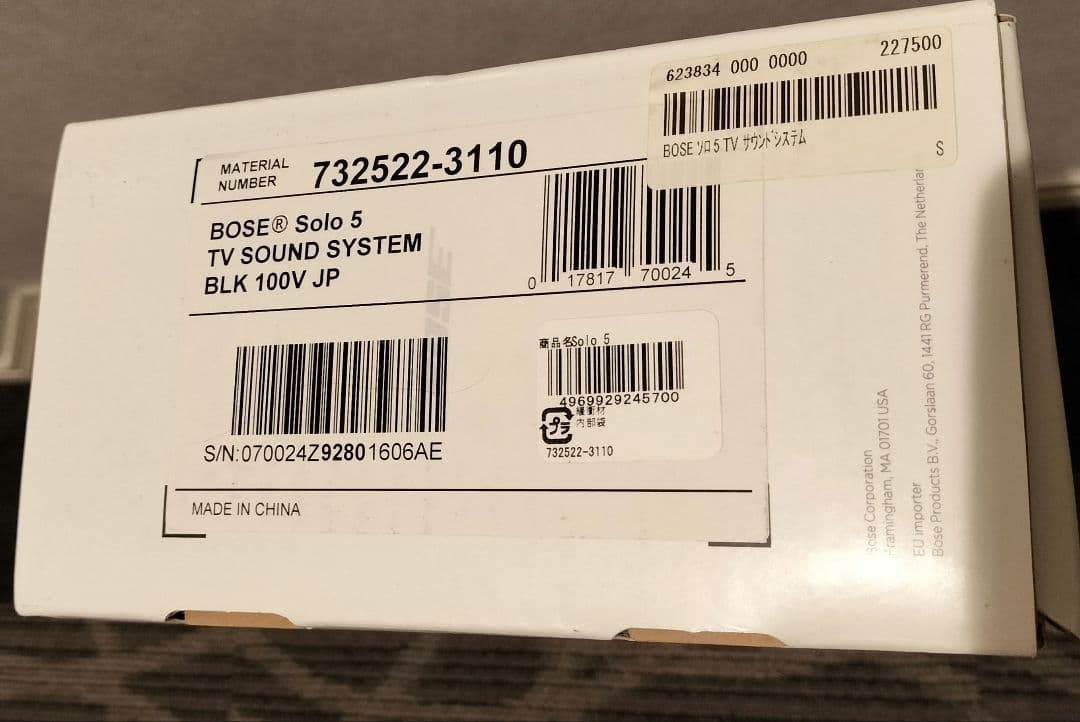 623834 000 0000
227500
BOSE ソロ5 TV サウンドシステム
S
MATERIAL
NUMBER
732522-3110
BOSE® Solo 5
TV SOUND SYSTEM
BLK 100V JP
0 17817 70024 5
商品名Solo 5
4969929245700
プラ
緩衝材
内部袋
732522-3110
S/N:070024Z92801606AE
MADE IN CHINA
Bose Corporation
Framingham, MA 01701 USA
EU importer
Bose Products B.V., Gorslaan 60, 1441 RG Purmerend, The Netherlan